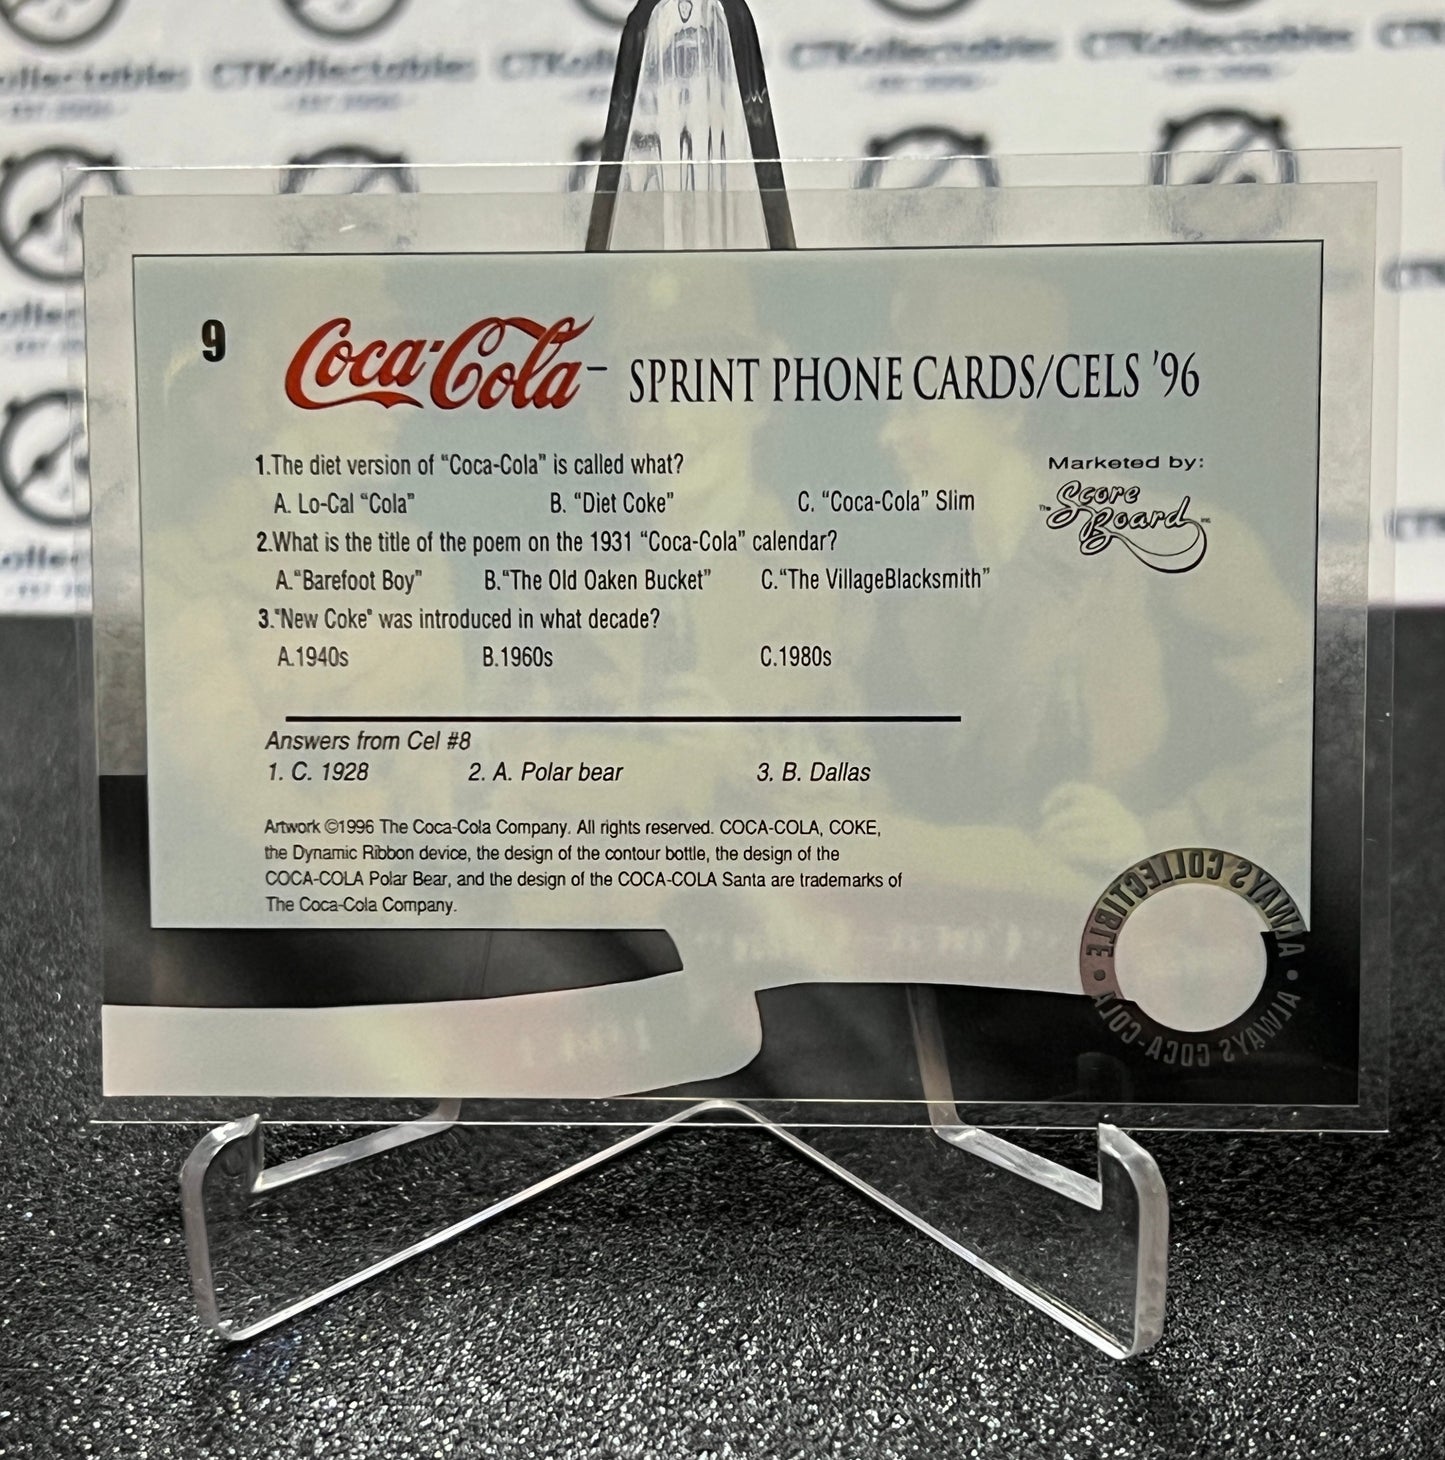 CTKollectables
CTKollectables
9
Coca-Cola SPRINT PHONE CARDS/CELS '96
1.The diet version of "Coca-Cola" is called what?
A. Lo-Cal "Cola" B. "Diet Coke" C. "Coca-Cola" Slim
2.What is the title of the poem on the 1931 "Coca-Cola" calendar?
A."Barefoot Boy" B."The Old Oaken Bucket" C."The VillageBlacksmith"
3."New Coke" was introduced in what decade?
A.1940s B.1960s C.1980s
Marketed by:
The Score
Board Inc
Answers from Cel #8
1. C. 1928 2. A. Polar bear 3. B. Dallas
Artwork ©1996 The Coca-Cola Company. All rights reserved. COCA-COLA, COKE,
the Dynamic Ribbon device, the design of the contour bottle, the design of the
COCA-COLA Polar Bear, and the design of the COCA-COLA Santa are trademarks of
The Coca-Cola Company.
ALWAYS COLLECTIBLE • ALWAYS COCA-COLA •